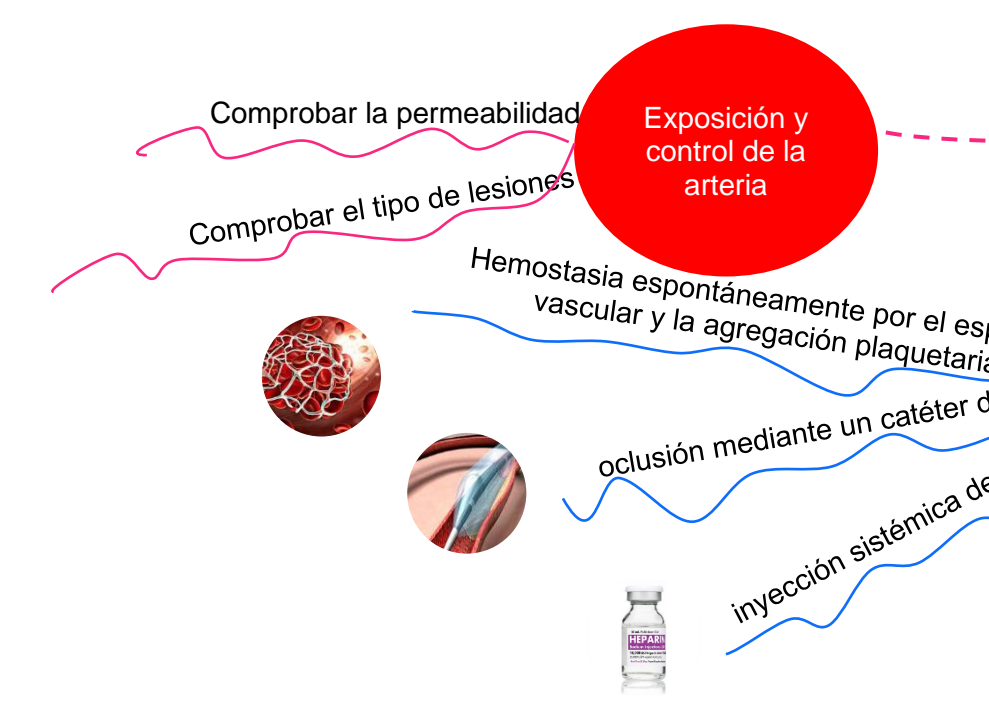 Comprobar la permeabilidad
Exposición y
control de la
arteria
Comprobar el tipo de lesiones
Hemostasia espontáneamente por el
vascular y la agregación plaquetaria
oclusión mediante un catéter
inyección sistémica de
HEPARIN